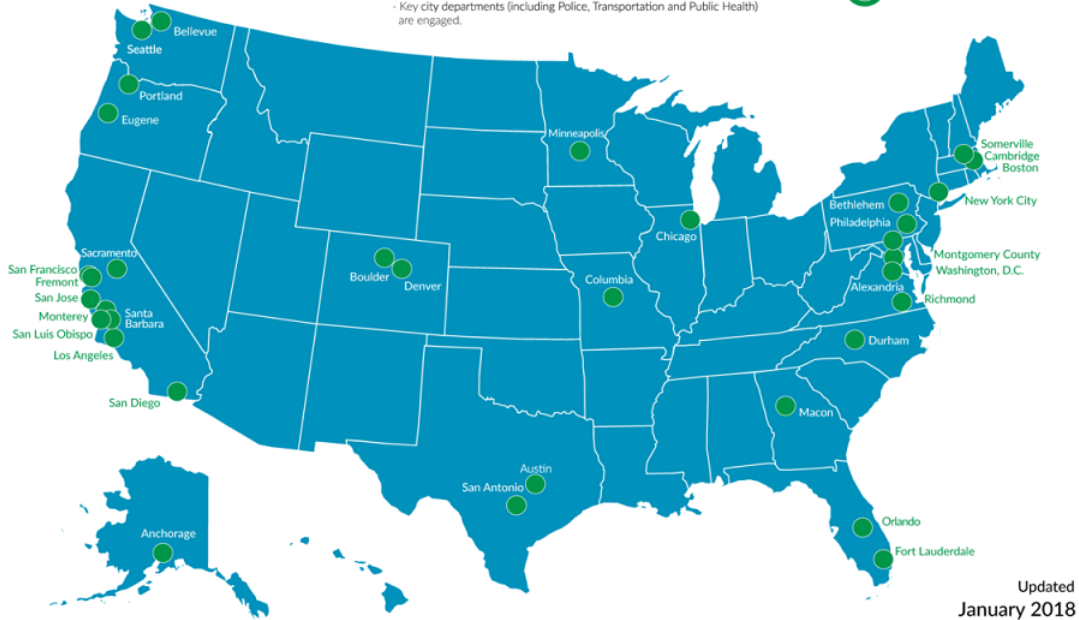 - Key city departments (including Police, Transportation and Public Health)
are engaged.
Bellevue
Seattle
Portland
Eugene
Minneapolis
Somerville
Cambridge
Boston
New York City
Bethlehem
Philadelphia
Chicago
Montgomery County
Washington, D.C.
Alexandria
Richmond
Sacramento
San Francisco
Fremont
San Jose
Monterey
Santa
Barbara
San Luis Obispo
Los Angeles
San Diego
Boulder
Denver
Columbia
Durham
Macon
Austin
San Antonio
Anchorage
Orlando
Fort Lauderdale
Updated
January 2018